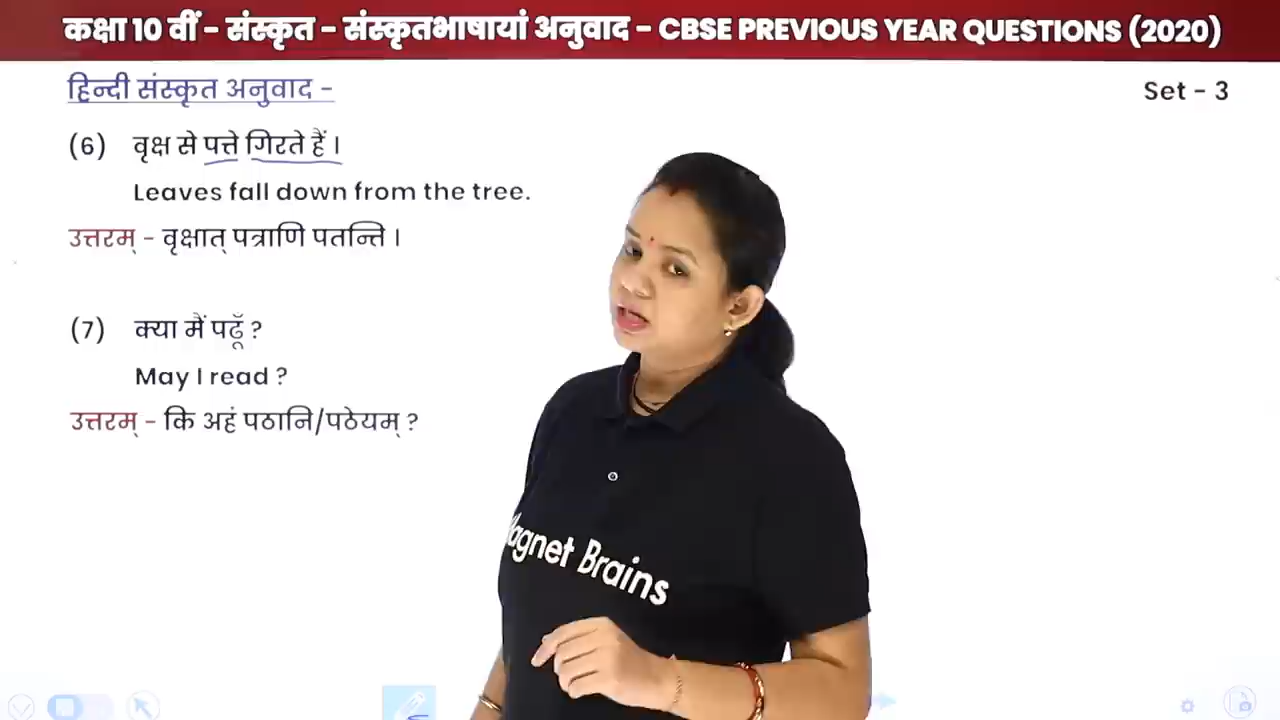 कक्षा 10 वीं - संस्कृत - संस्कृतभाषायां अनुवाद - CBSE PREVIOUS YEAR QUESTIONS (2020)
हिन्दी संस्कृत अनुवाद -
Set - 3
(6) वृक्ष से पत्ते गिरते हैं ।
Leaves fall down from the tree.
उत्तरम् - वृक्षात् पत्राणि पतन्ति ।
(7) क्या मैं पढूँ ?
May I read ?
उत्तरम् - कि अहं पठानि/पठेयम् ?
Magnet Brains